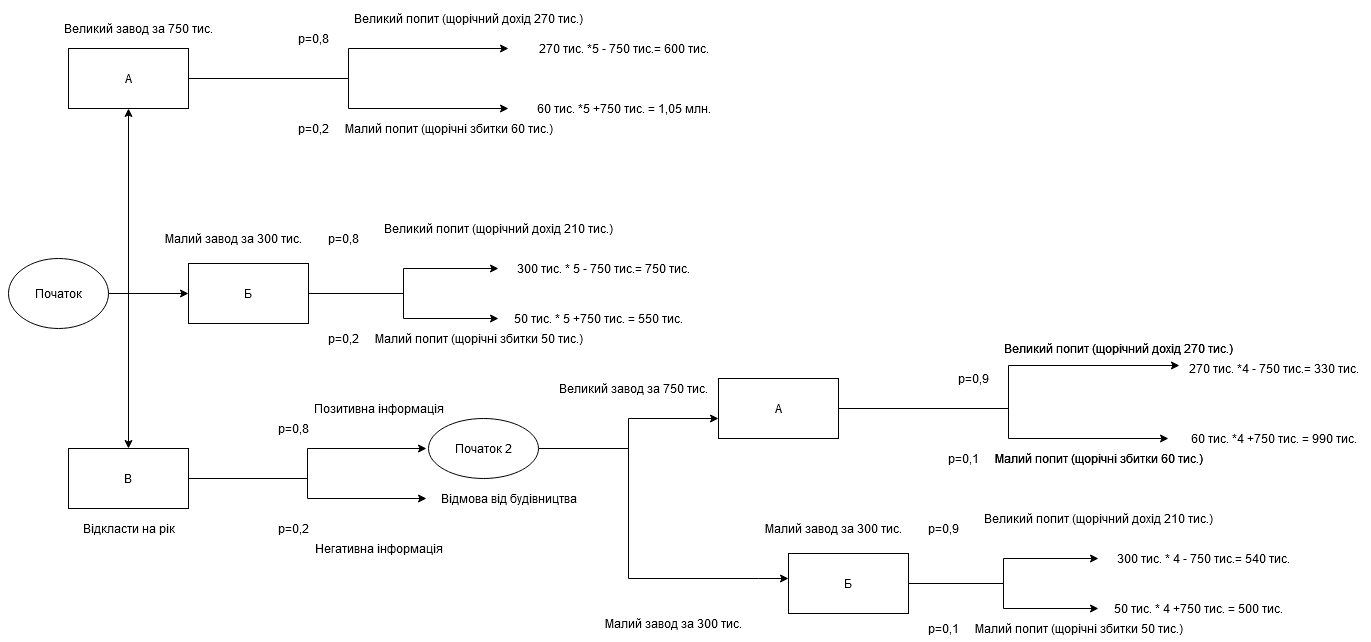 Великий попит (щорічний дохід 270 тис.)
Великий завод за 750 тис.
p=0,8
270 тис. *5 - 750 тис.= 600 тис.
А
60 тис. *5 +750 тис. = 1,05 млн.
p=0,2 Малий попит (щорічні збитки 60 тис.)
Великий попит (щорічний дохід 210 тис.)
Малий завод за 300 тис. p=0,8
300 тис. * 5 - 750 тис.= 750 тис.
Початок
Б
50 тис. * 5 +750 тис. = 550 тис.
p=0,2 Малий попит (щорічні збитки 50 тис.)
Великий попит (щорічний дохід 270 тис.)
270 тис. *4 - 750 тис.= 330 тис.
p=0,9
Великий завод за 750 тис.
А
Позитивна інформація
p=0,8
60 тис. *4 +750 тис. = 990 тис.
Початок 2
p=0,1 Малий попит (щорічні збитки 60 тис.)
В
Відмова від будівництва
Відкласти на рік
p=0,2
Негативна інформація
Великий попит (щорічний дохід 210 тис.)
Малий завод за 300 тис. p=0,9
300 тис. * 4 - 750 тис.= 540 тис.
Б
50 тис. * 4 +750 тис. = 500 тис.
Малий завод за 300 тис.
p=0,1 Малий попит (щорічні збитки 50 тис.)